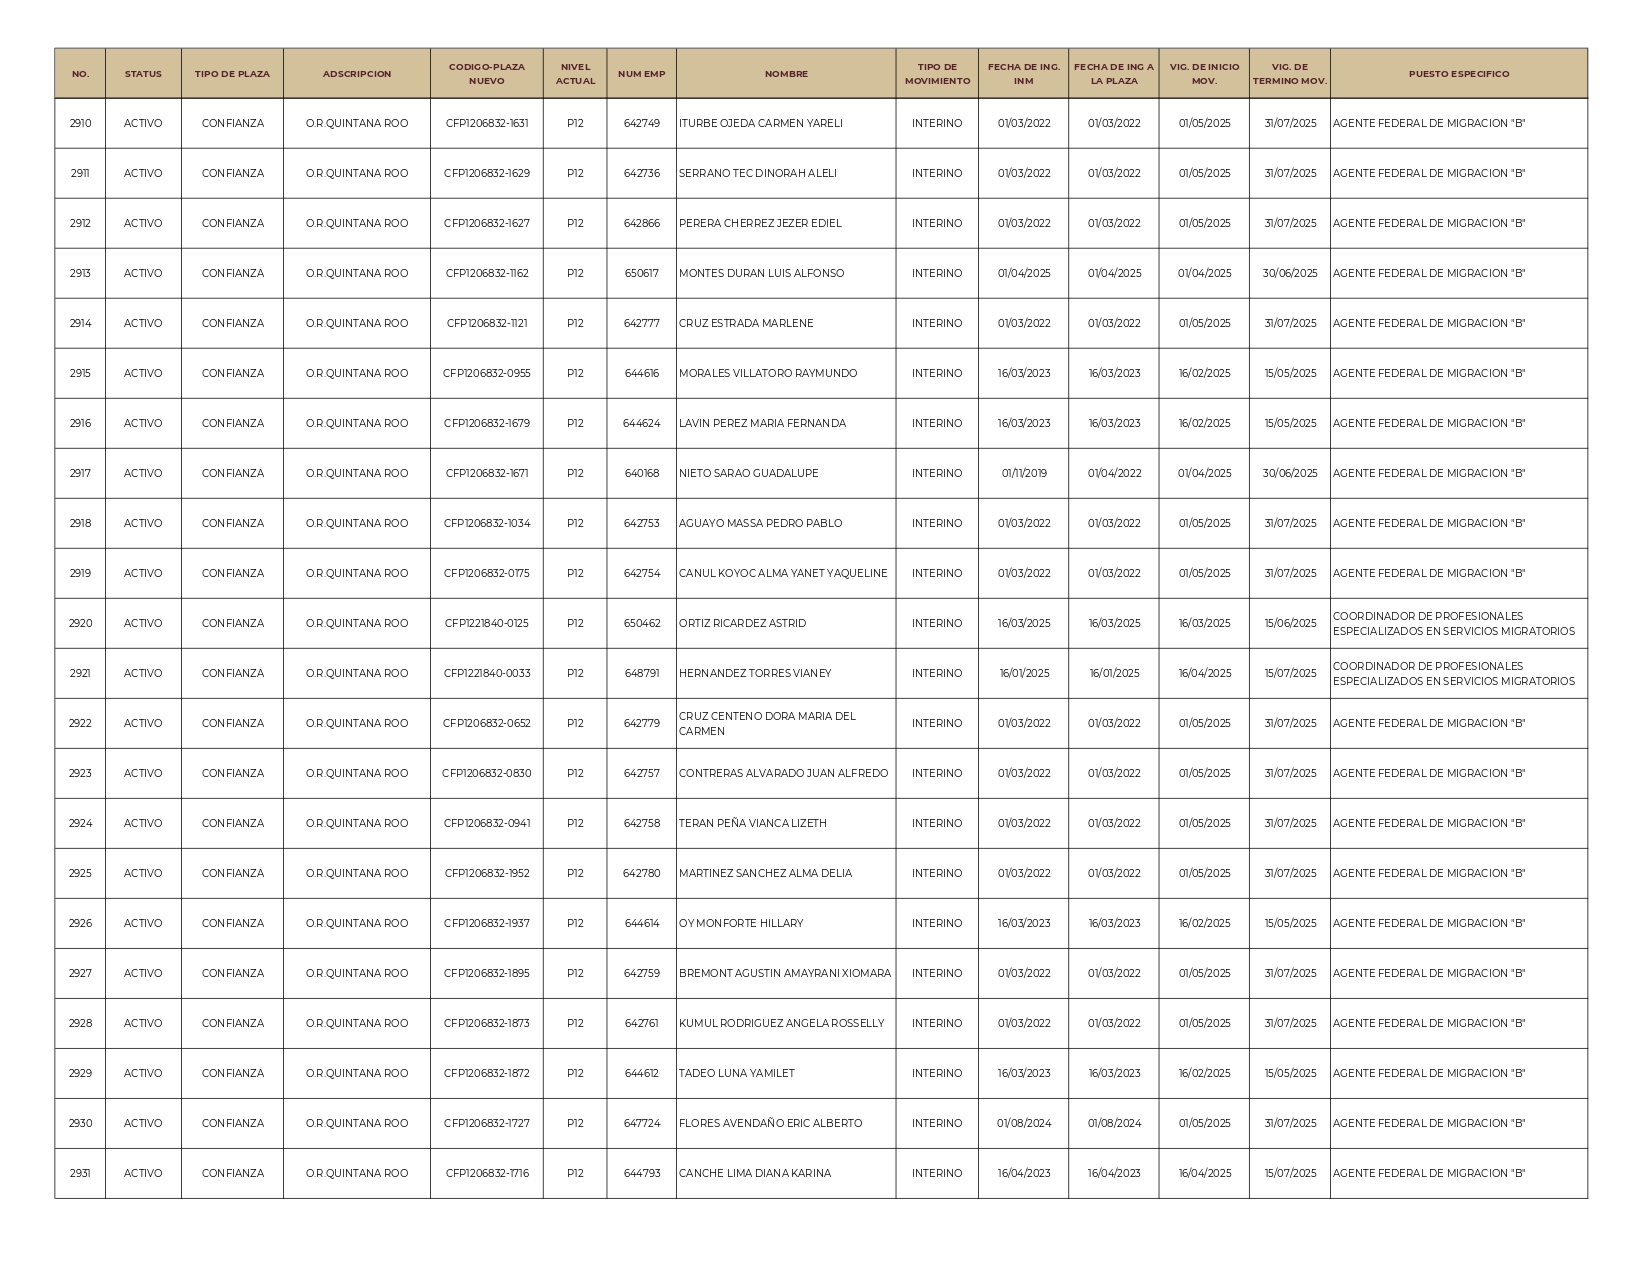 NO. STATUS TIPO DE PLAZA ADSCRIPCION CODIGO-PLAZA NUEVO NIVEL ACTUAL NUM EMP NOMBRE TIPO DE MOVIMIENTO FECHA DE ING. INM FECHA DE ING A LA PLAZA VIG. DE INICIO MOV. VIG. DE TERMINO MOV. PUESTO ESPECIFICO
2910 ACTIVO CONFIANZA O.R.QUINTANA ROO CFP1206832-1631 P12 642749 ITURBE OJEDA CARMEN YARELI INTERINO 01/03/2022 01/03/2022 01/05/2025 31/07/2025 AGENTE FEDERAL DE MIGRACION "B"
2911 ACTIVO CONFIANZA O.R.QUINTANA ROO CFP1206832-1629 P12 642736 SERRANO TEC DINORAH ALELI INTERINO 01/03/2022 01/03/2022 01/05/2025 31/07/2025 AGENTE FEDERAL DE MIGRACION "B"
2912 ACTIVO CONFIANZA O.R.QUINTANA ROO CFP1206832-1627 P12 642866 PERERA CHERREZ JEZER EDIEL INTERINO 01/03/2022 01/03/2022 01/05/2025 31/07/2025 AGENTE FEDERAL DE MIGRACION "B"
2913 ACTIVO CONFIANZA O.R.QUINTANA ROO CFP1206832-1162 P12 650617 MONTES DURAN LUIS ALFONSO INTERINO 01/04/2025 01/04/2025 01/04/2025 30/06/2025 AGENTE FEDERAL DE MIGRACION "B"
2914 ACTIVO CONFIANZA O.R.QUINTANA ROO CFP1206832-1121 P12 642777 CRUZ ESTRADA MARLENE INTERINO 01/03/2022 01/03/2022 01/05/2025 31/07/2025 AGENTE FEDERAL DE MIGRACION "B"
2915 ACTIVO CONFIANZA O.R.QUINTANA ROO CFP1206832-0955 P12 644616 MORALES VILLATORO RAYMUNDO INTERINO 16/03/2023 16/03/2023 16/02/2025 15/05/2025 AGENTE FEDERAL DE MIGRACION "B"
2916 ACTIVO CONFIANZA O.R.QUINTANA ROO CFP1206832-1679 P12 644624 LAVIN PEREZ MARIA FERNANDA INTERINO 16/03/2023 16/03/2023 16/02/2025 15/05/2025 AGENTE FEDERAL DE MIGRACION "B"
2917 ACTIVO CONFIANZA O.R.QUINTANA ROO CFP1206832-1671 P12 640168 NIETO SARAO GUADALUPE INTERINO 01/11/2019 01/04/2022 01/04/2025 30/06/2025 AGENTE FEDERAL DE MIGRACION "B"
2918 ACTIVO CONFIANZA O.R.QUINTANA ROO CFP1206832-1034 P12 642753 AGUAYO MASSA PEDRO PABLO INTERINO 01/03/2022 01/03/2022 01/05/2025 31/07/2025 AGENTE FEDERAL DE MIGRACION "B"
2919 ACTIVO CONFIANZA O.R.QUINTANA ROO CFP1206832-0175 P12 642754 CANUL KOYOC ALMA YANET YAQUELINE INTERINO 01/03/2022 01/03/2022 01/05/2025 31/07/2025 AGENTE FEDERAL DE MIGRACION "B"
2920 ACTIVO CONFIANZA O.R.QUINTANA ROO CFP1221840-0125 P12 650462 ORTIZ RICARDEZ ASTRID INTERINO 16/03/2025 16/03/2025 16/03/2025 15/06/2025 COORDINADOR DE PROFESIONALES ESPECIALIZADOS EN SERVICIOS MIGRATORIOS
2921 ACTIVO CONFIANZA O.R.QUINTANA ROO CFP1221840-0033 P12 648791 HERNANDEZ TORRES VIANEY INTERINO 16/01/2025 16/01/2025 16/04/2025 15/07/2025 COORDINADOR DE PROFESIONALES ESPECIALIZADOS EN SERVICIOS MIGRATORIOS
2922 ACTIVO CONFIANZA O.R.QUINTANA ROO CFP1206832-0652 P12 642779 CRUZ CENTENO DORA MARIA DEL CARMEN INTERINO 01/03/2022 01/03/2022 01/05/2025 31/07/2025 AGENTE FEDERAL DE MIGRACION "B"
2923 ACTIVO CONFIANZA O.R.QUINTANA ROO CFP1206832-0830 P12 642757 CONTRERAS ALVARADO JUAN ALFREDO INTERINO 01/03/2022 01/03/2022 01/05/2025 31/07/2025 AGENTE FEDERAL DE MIGRACION "B"
2924 ACTIVO CONFIANZA O.R.QUINTANA ROO CFP1206832-0941 P12 642758 TERAN PEÑA VIANCA LIZETH INTERINO 01/03/2022 01/03/2022 01/05/2025 31/07/2025 AGENTE FEDERAL DE MIGRACION "B"
2925 ACTIVO CONFIANZA O.R.QUINTANA ROO CFP1206832-1952 P12 642780 MARTINEZ SANCHEZ ALMA DELIA INTERINO 01/03/2022 01/03/2022 01/05/2025 31/07/2025 AGENTE FEDERAL DE MIGRACION "B"
2926 ACTIVO CONFIANZA O.R.QUINTANA ROO CFP1206832-1937 P12 644614 OY MONFORTE HILLARY INTERINO 16/03/2023 16/03/2023 16/02/2025 15/05/2025 AGENTE FEDERAL DE MIGRACION "B"
2927 ACTIVO CONFIANZA O.R.QUINTANA ROO CFP1206832-1895 P12 642759 BREMONT AGUSTIN AMAYRANI XIOMARA INTERINO 01/03/2022 01/03/2022 01/05/2025 31/07/2025 AGENTE FEDERAL DE MIGRACION "B"
2928 ACTIVO CONFIANZA O.R.QUINTANA ROO CFP1206832-1873 P12 642761 KUMUL RODRIGUEZ ANGELA ROSSELLY INTERINO 01/03/2022 01/03/2022 01/05/2025 31/07/2025 AGENTE FEDERAL DE MIGRACION "B"
2929 ACTIVO CONFIANZA O.R.QUINTANA ROO CFP1206832-1872 P12 644612 TADEO LUNA YAMILET INTERINO 16/03/2023 16/03/2023 16/02/2025 15/05/2025 AGENTE FEDERAL DE MIGRACION "B"
2930 ACTIVO CONFIANZA O.R.QUINTANA ROO CFP1206832-1727 P12 647724 FLORES AVENDAÑO ERIC ALBERTO INTERINO 01/08/2024 01/08/2024 01/05/2025 31/07/2025 AGENTE FEDERAL DE MIGRACION "B"
2931 ACTIVO CONFIANZA O.R.QUINTANA ROO CFP1206832-1716 P12 644793 CANCHE LIMA DIANA KARINA INTERINO 16/04/2023 16/04/2023 16/04/2025 15/07/2025 AGENTE FEDERAL DE MIGRACION "B"